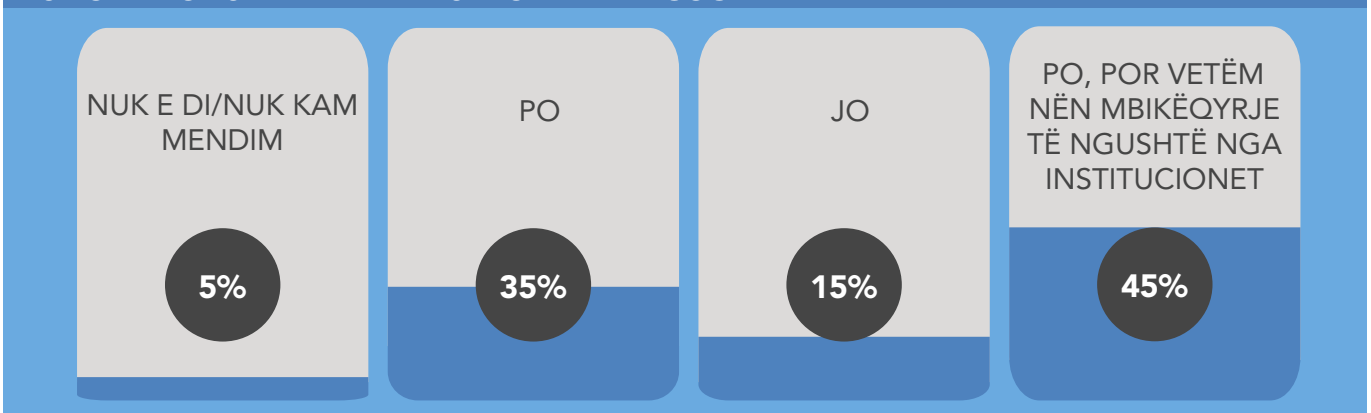 NUK E DI/NUK KAM
MENDIM
5%
PO
35%
JO
15%
PO, POR VETËM
NËN MBIKËQYRJE
TË NGUSHTË NGA
INSTITUCIONET
45%